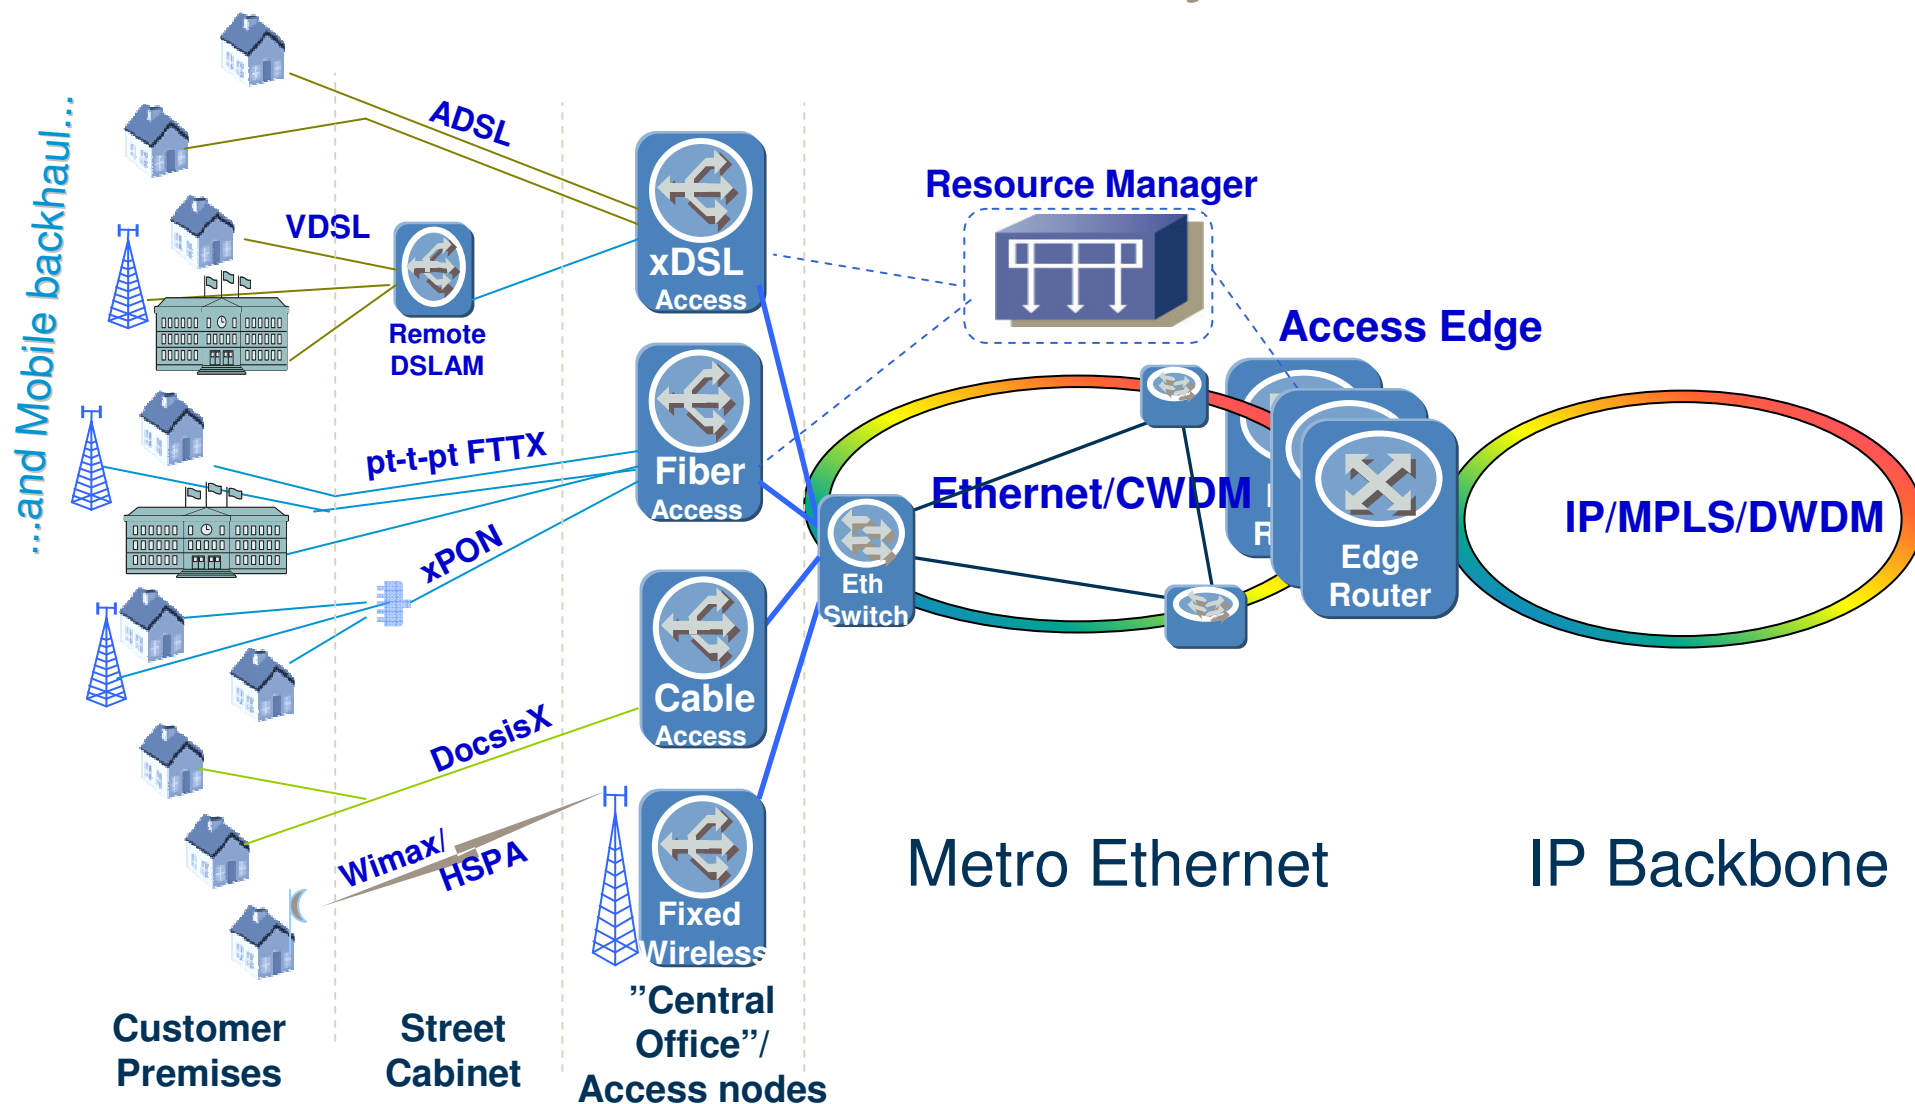 ...and Mobile backhaul...
ADSL
VDSL
Remote
DSLAM
pt-t-pt FTTX
xPON
DocsisX
Wimax/
HSPA
xDSL
Access
Fiber
Access
Cable
Access
Fixed
Wireless
Resource Manager
Access Edge
Ethernet/CWDM
Eth
Switch
Edge
Router
IP/MPLS/DWDM
Metro Ethernet
IP Backbone
Customer
Premises
Street
Cabinet
”Central
Office”/
Access nodes